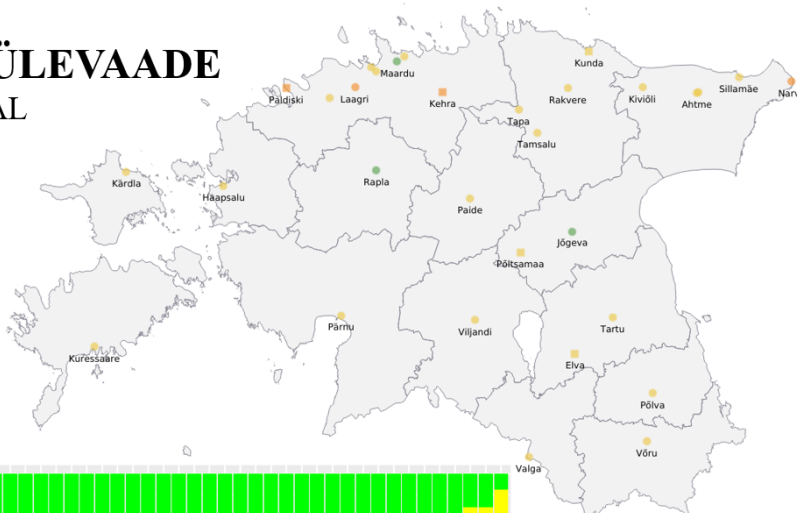 ÜLEVAADE
AL
Kunda
Maardu
Sillamäe
Paldiski
Laagri
Kehra
Rakvere
Kiviõli
Ahtme
Narv
Tapa
Tamsalu
Kärdla
Haapsalu
Rapla
Paide
Jõgeva
Põltsamaa
Pärnu
Viljandi
Tartu
Kuressaare
Elva
Põlva
Võru
Valga